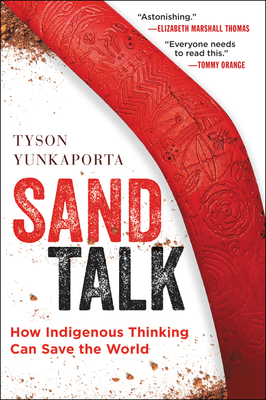 "Astonishing."
—ELIZABETH MARSHALL THOMAS
"Everyone needs
to read this."
—TOMMY ORANGE
TYSON
YUNKAPORTA
SAND
TALK
How Indigenous Thinking
Can Save the World